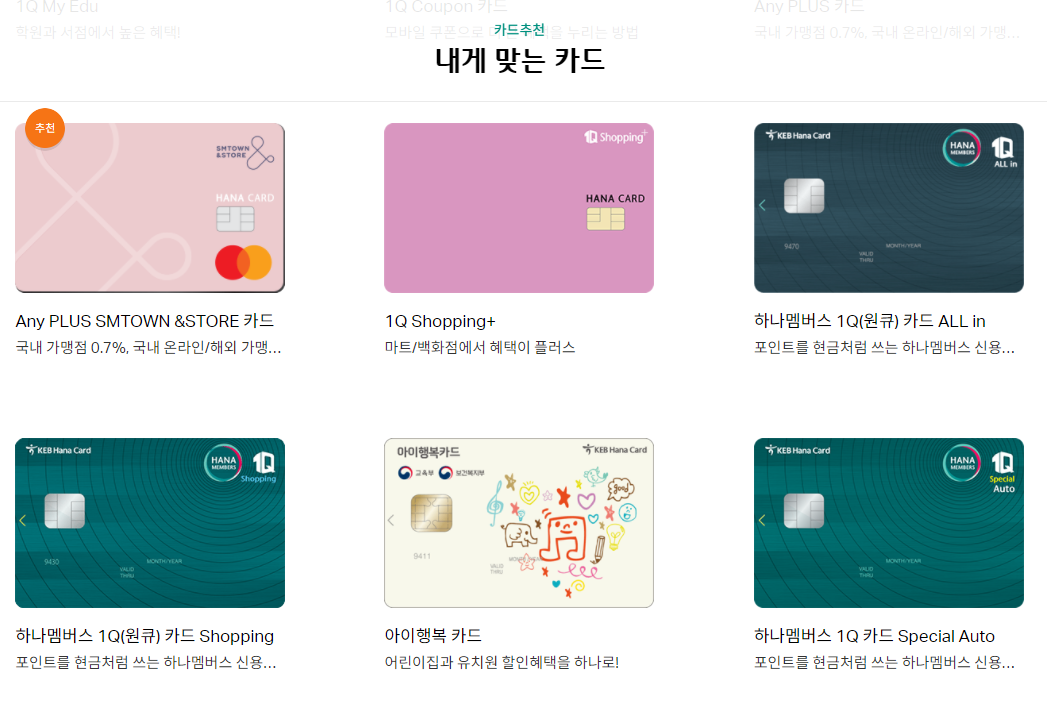 1Q My Edu
1Q Coupon 카드
Any PLUS 카드
학원과 서점에서 높은 혜택!
모바일 쿠폰으로
을 누리는 방법
국내 가맹점 0.7%, 국내 온라인/해외 가맹...
카드추천
내게 맞는 카드
추천
SMTOWN
&STORE
HANA CARD
1Q Shopping+
HANA CARD
KEB Hana Card
HANA
MEMBERS
1Q
ALL in
9470
MONTH/YEAR
VALID
THRU
Any PLUS SMTOWN &STORE 카드
국내 가맹점 0.7%, 국내 온라인/해외 가맹...
1Q Shopping+
마트/백화점에서 혜택이 플러스
하나멤버스 1Q(원큐) 카드 ALL in
포인트를 현금처럼 쓰는 하나멤버스 신용...
KEB Hana Card
HANA
MEMBERS
1Q
Shopping
9430
MONTH/YEAR
VALID
THRU
아이행복카드
KEB Hana Card
교육부
보건복지부
good
9411
MONTH/YEAR
VALID
THRU
KEB Hana Card
HANA
MEMBERS
1Q
Special
Auto
MONTH/YEAR
VALID
THRU
하나멤버스 1Q(원큐) 카드 Shopping
포인트를 현금처럼 쓰는 하나멤버스 신용...
아이행복 카드
어린이집과 유치원 할인혜택을 하나로!
하나멤버스 1Q 카드 Special Auto
포인트를 현금처럼 쓰는 하나멤버스 신용...